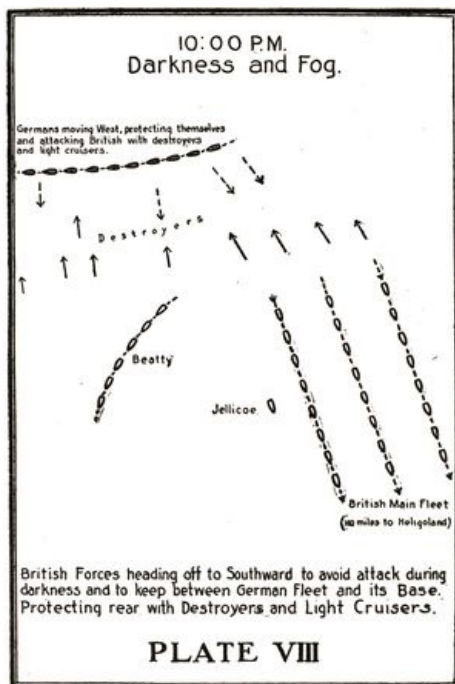 10:00 P.M.
Darkness and Fog.
Germans moving West, protecting themselves
and attacking British with destroyers
and light cruisers.
Destroyers
Beatty
Jellicoe.
British Main Fleet
(110 miles to Heligoland)
British Forces heading off to Southward to avoid attack during
darkness and to keep between German Fleet and its Base.
Protecting rear with Destroyers and Light Cruisers.
PLATE VIII